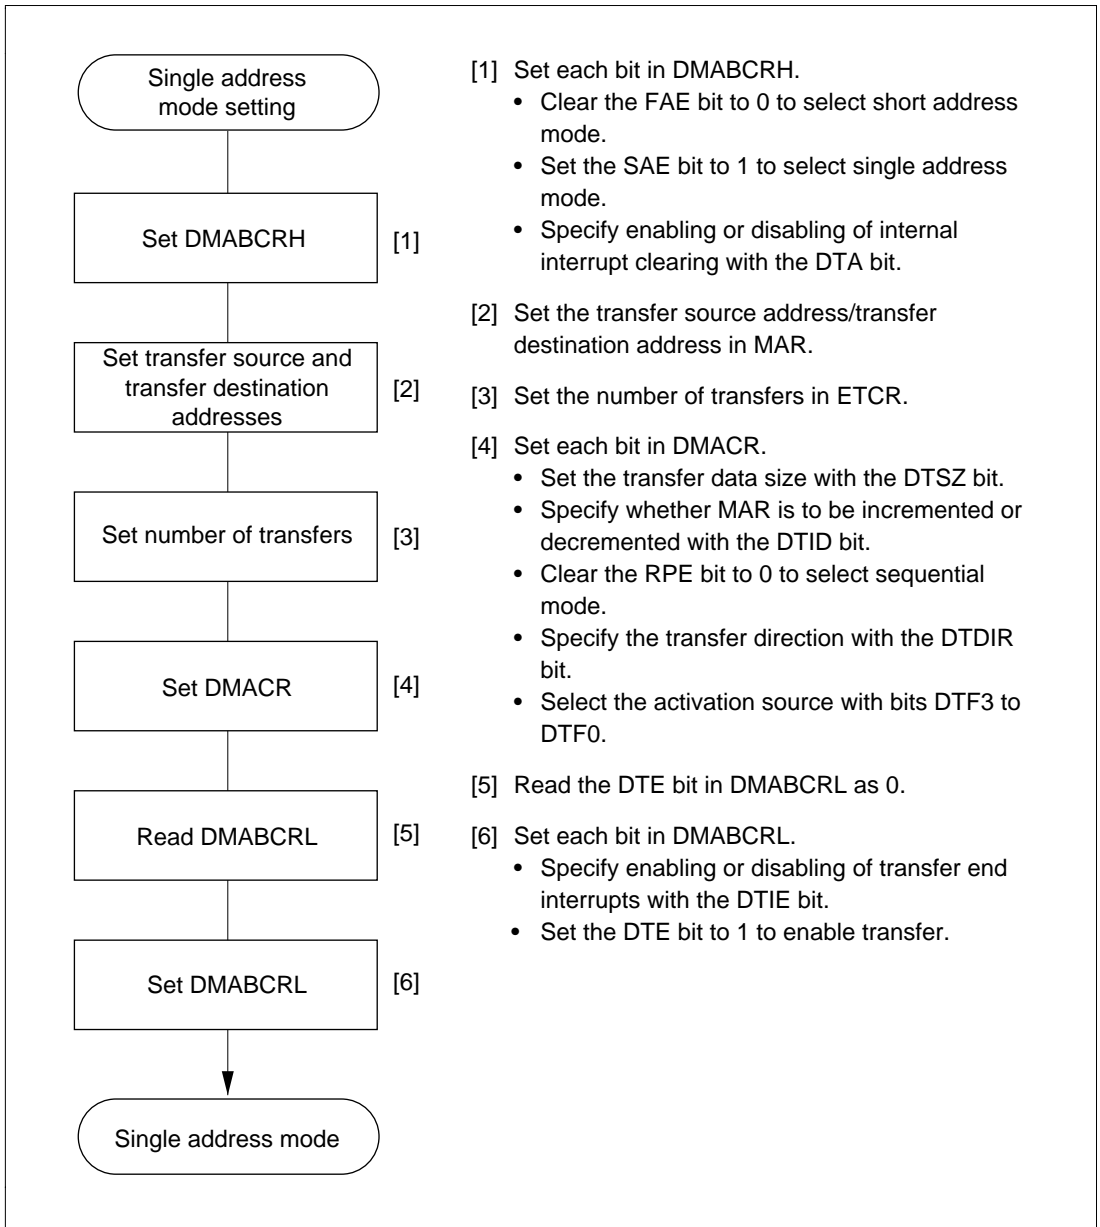 Single address
mode setting
Set DMABCRH [1]
Set transfer source and
transfer destination
addresses
[2]
Set number of transfers [3]
Set DMACR [4]
Read DMABCRL [5]
Set DMABCRL [6]
Single address mode
[1] Set each bit in DMABCRH.
• Clear the FAE bit to 0 to select short address
mode.
• Set the SAE bit to 1 to select single address
mode.
• Specify enabling or disabling of internal
interrupt clearing with the DTA bit.
[2] Set the transfer source address/transfer
destination address in MAR.
[3] Set the number of transfers in ETCR.
[4] Set each bit in DMACR.
• Set the transfer data size with the DTSZ bit.
• Specify whether MAR is to be incremented or
decremented with the DTID bit.
• Clear the RPE bit to 0 to select sequential
mode.
• Specify the transfer direction with the DTDIR
bit.
• Select the activation source with bits DTF3 to
DTF0.
[5] Read the DTE bit in DMABCRL as 0.
[6] Set each bit in DMABCRL.
• Specify enabling or disabling of transfer end
interrupts with the DTIE bit.
• Set the DTE bit to 1 to enable transfer.